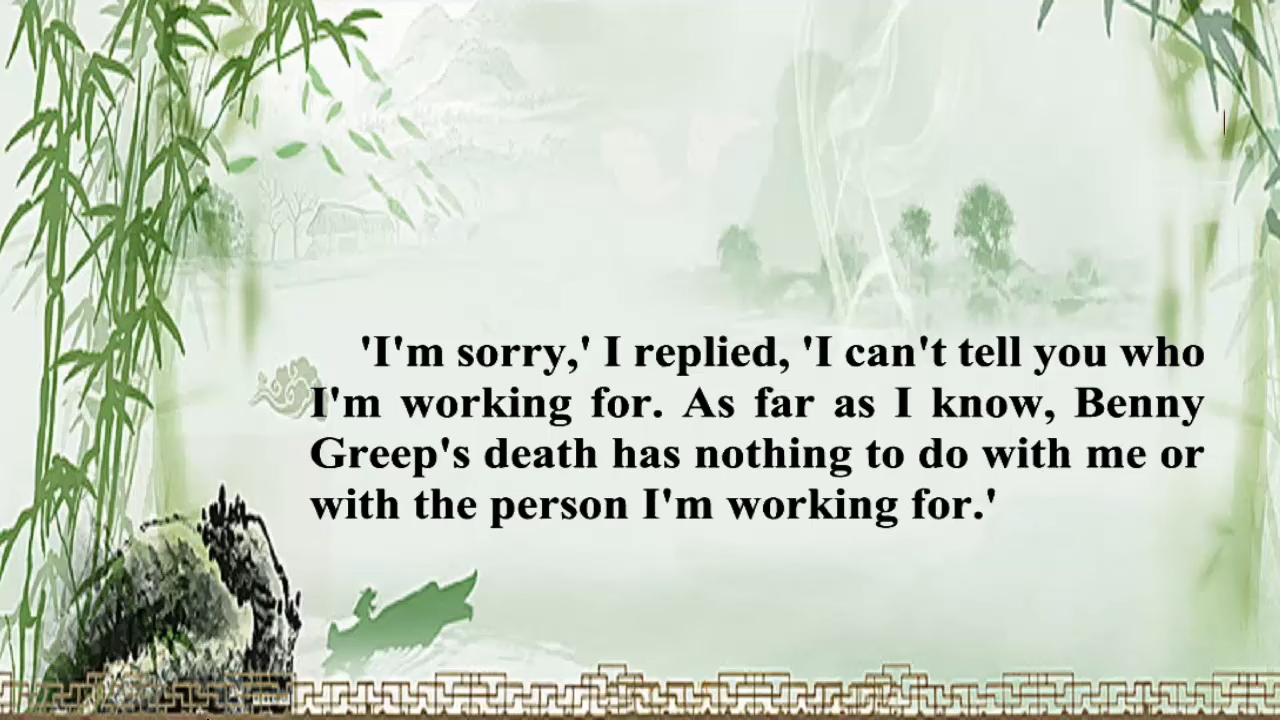 'I'm sorry,' I replied, 'I can't tell you who
I'm working for. As far as I know, Benny
Greep's death has nothing to do with me or
with the person I'm working for.'